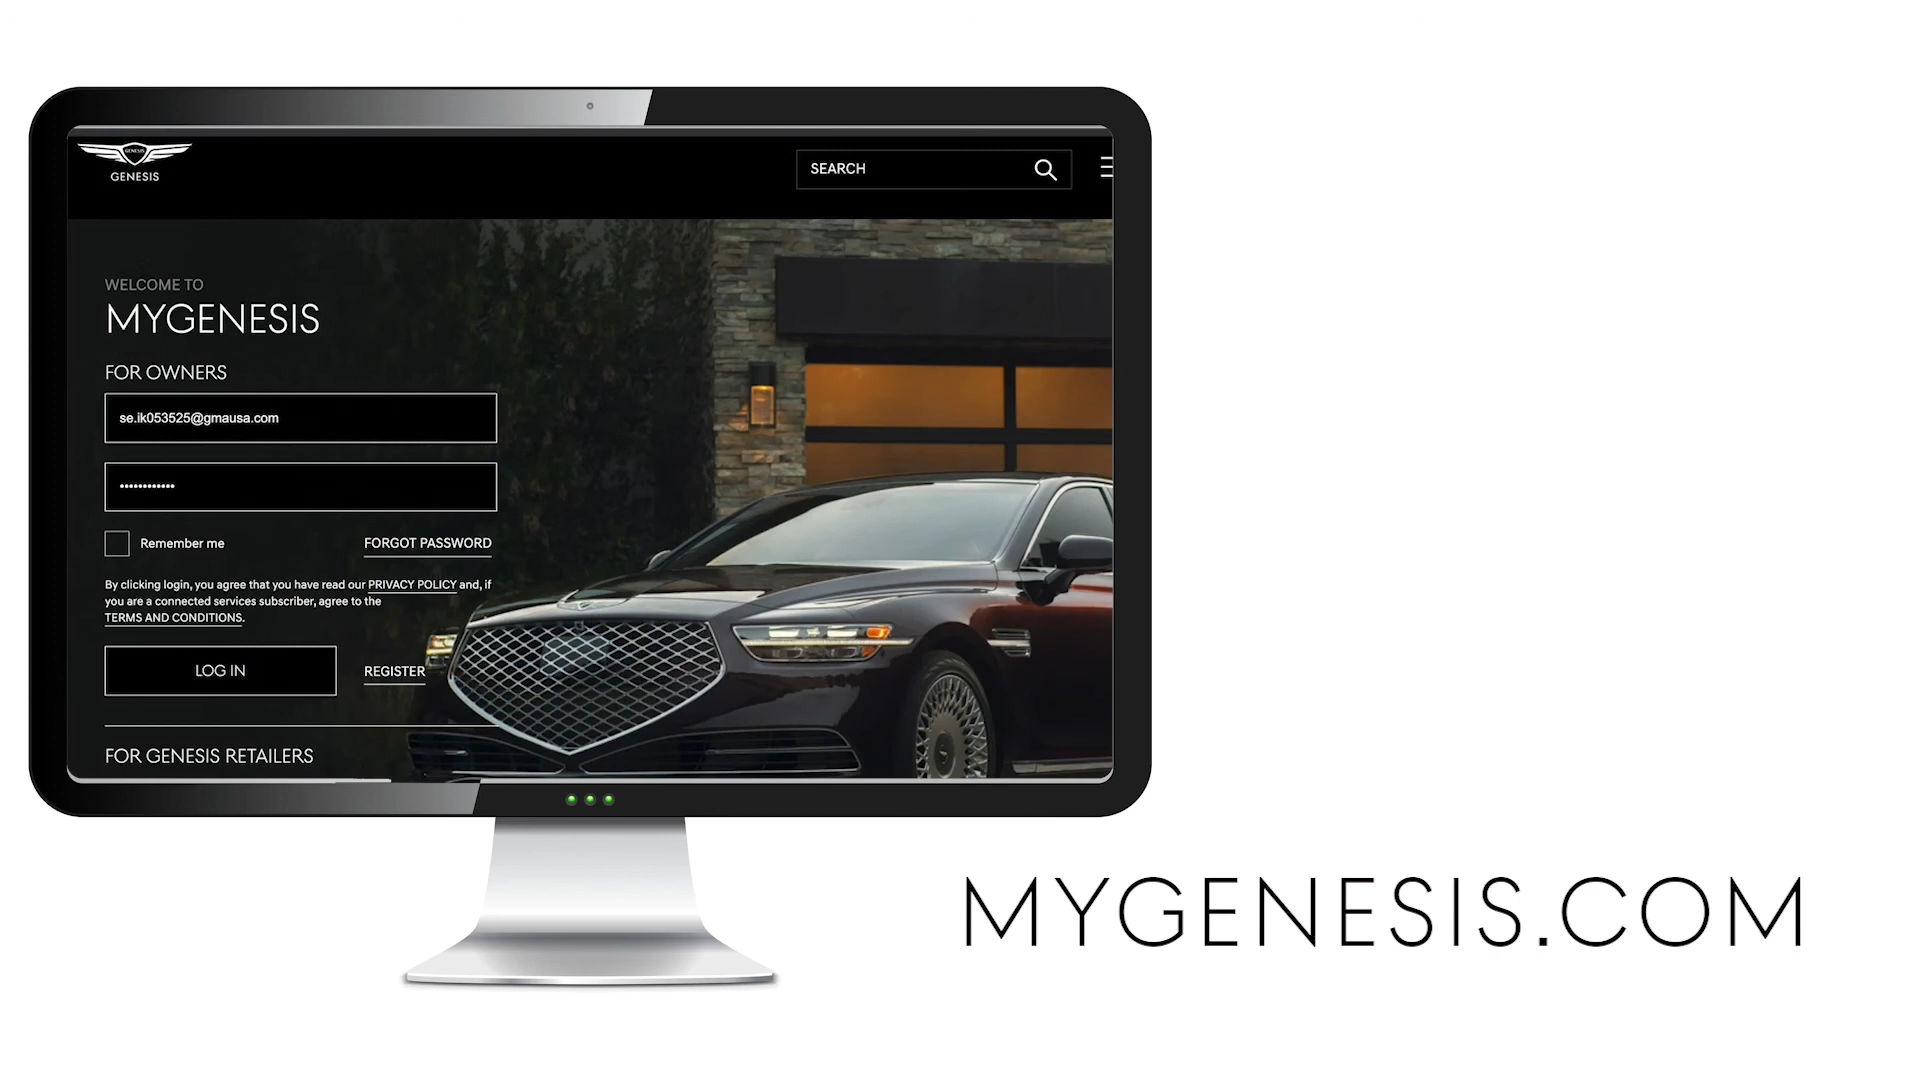 GENESIS
GENESIS
SEARCH
WELCOME TO
MYGENESIS
FOR OWNERS
se.ik053525@gmausa.com
Remember me
FORGOT PASSWORD
By clicking login, you agree that you have read our PRIVACY POLICY and, if
you are a connected services subscriber, agree to the
TERMS AND CONDITIONS.
LOG IN
REGISTER
FOR GENESIS RETAILERS
MYGENESIS.COM